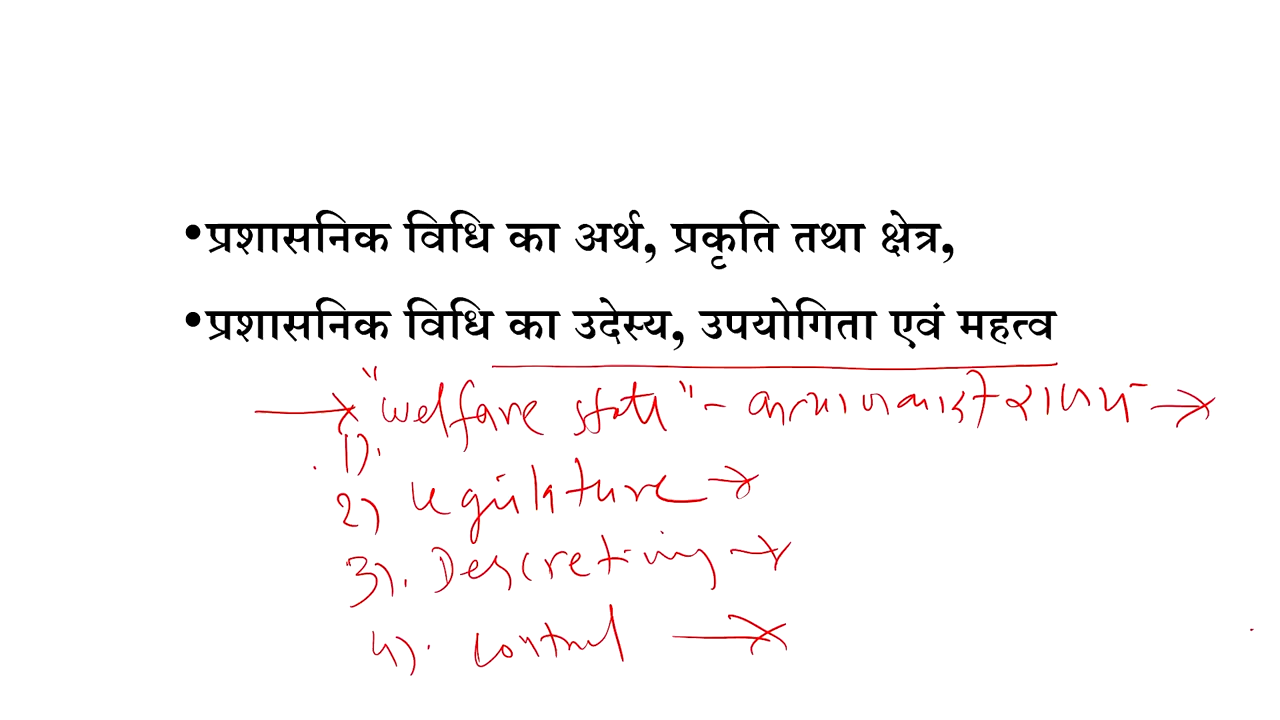 •प्रशासनिक विधि का अर्थ, प्रकृति तथा क्षेत्र,
•प्रशासनिक विधि का उदेस्य, उपयोगिता एवं महत्व
→ "welfare state" - →
1).
2) Legislature →
3). →
4). control →